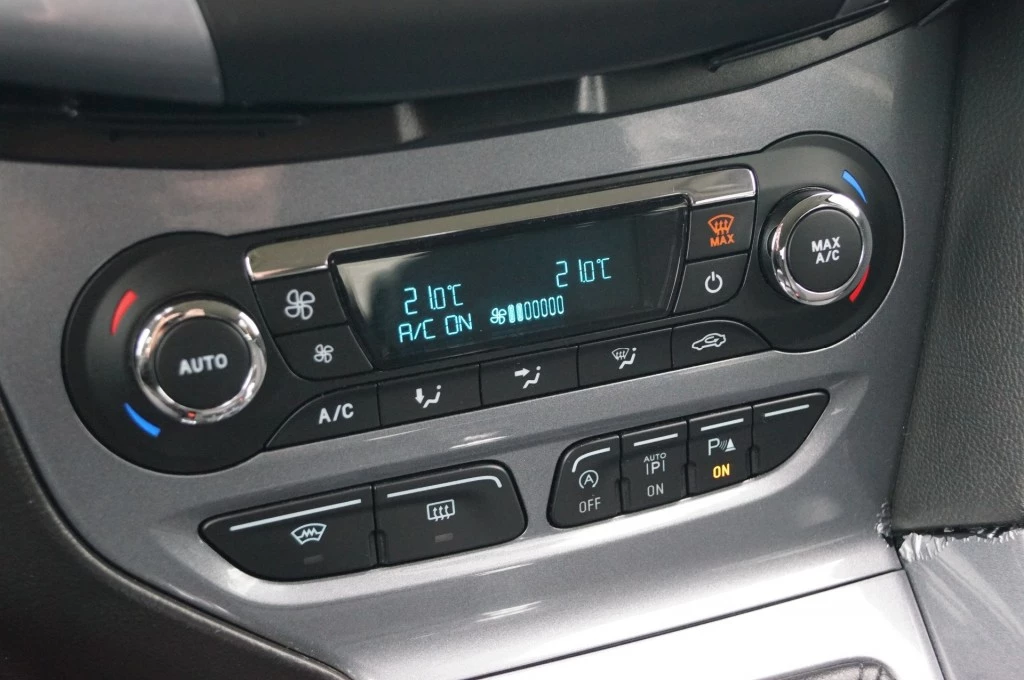 MAX
MAX
A/C
21.0°C
21.0°C
A/C ON
AUTO
A/C
A
OFF
AUTO
P
ON
P
ON